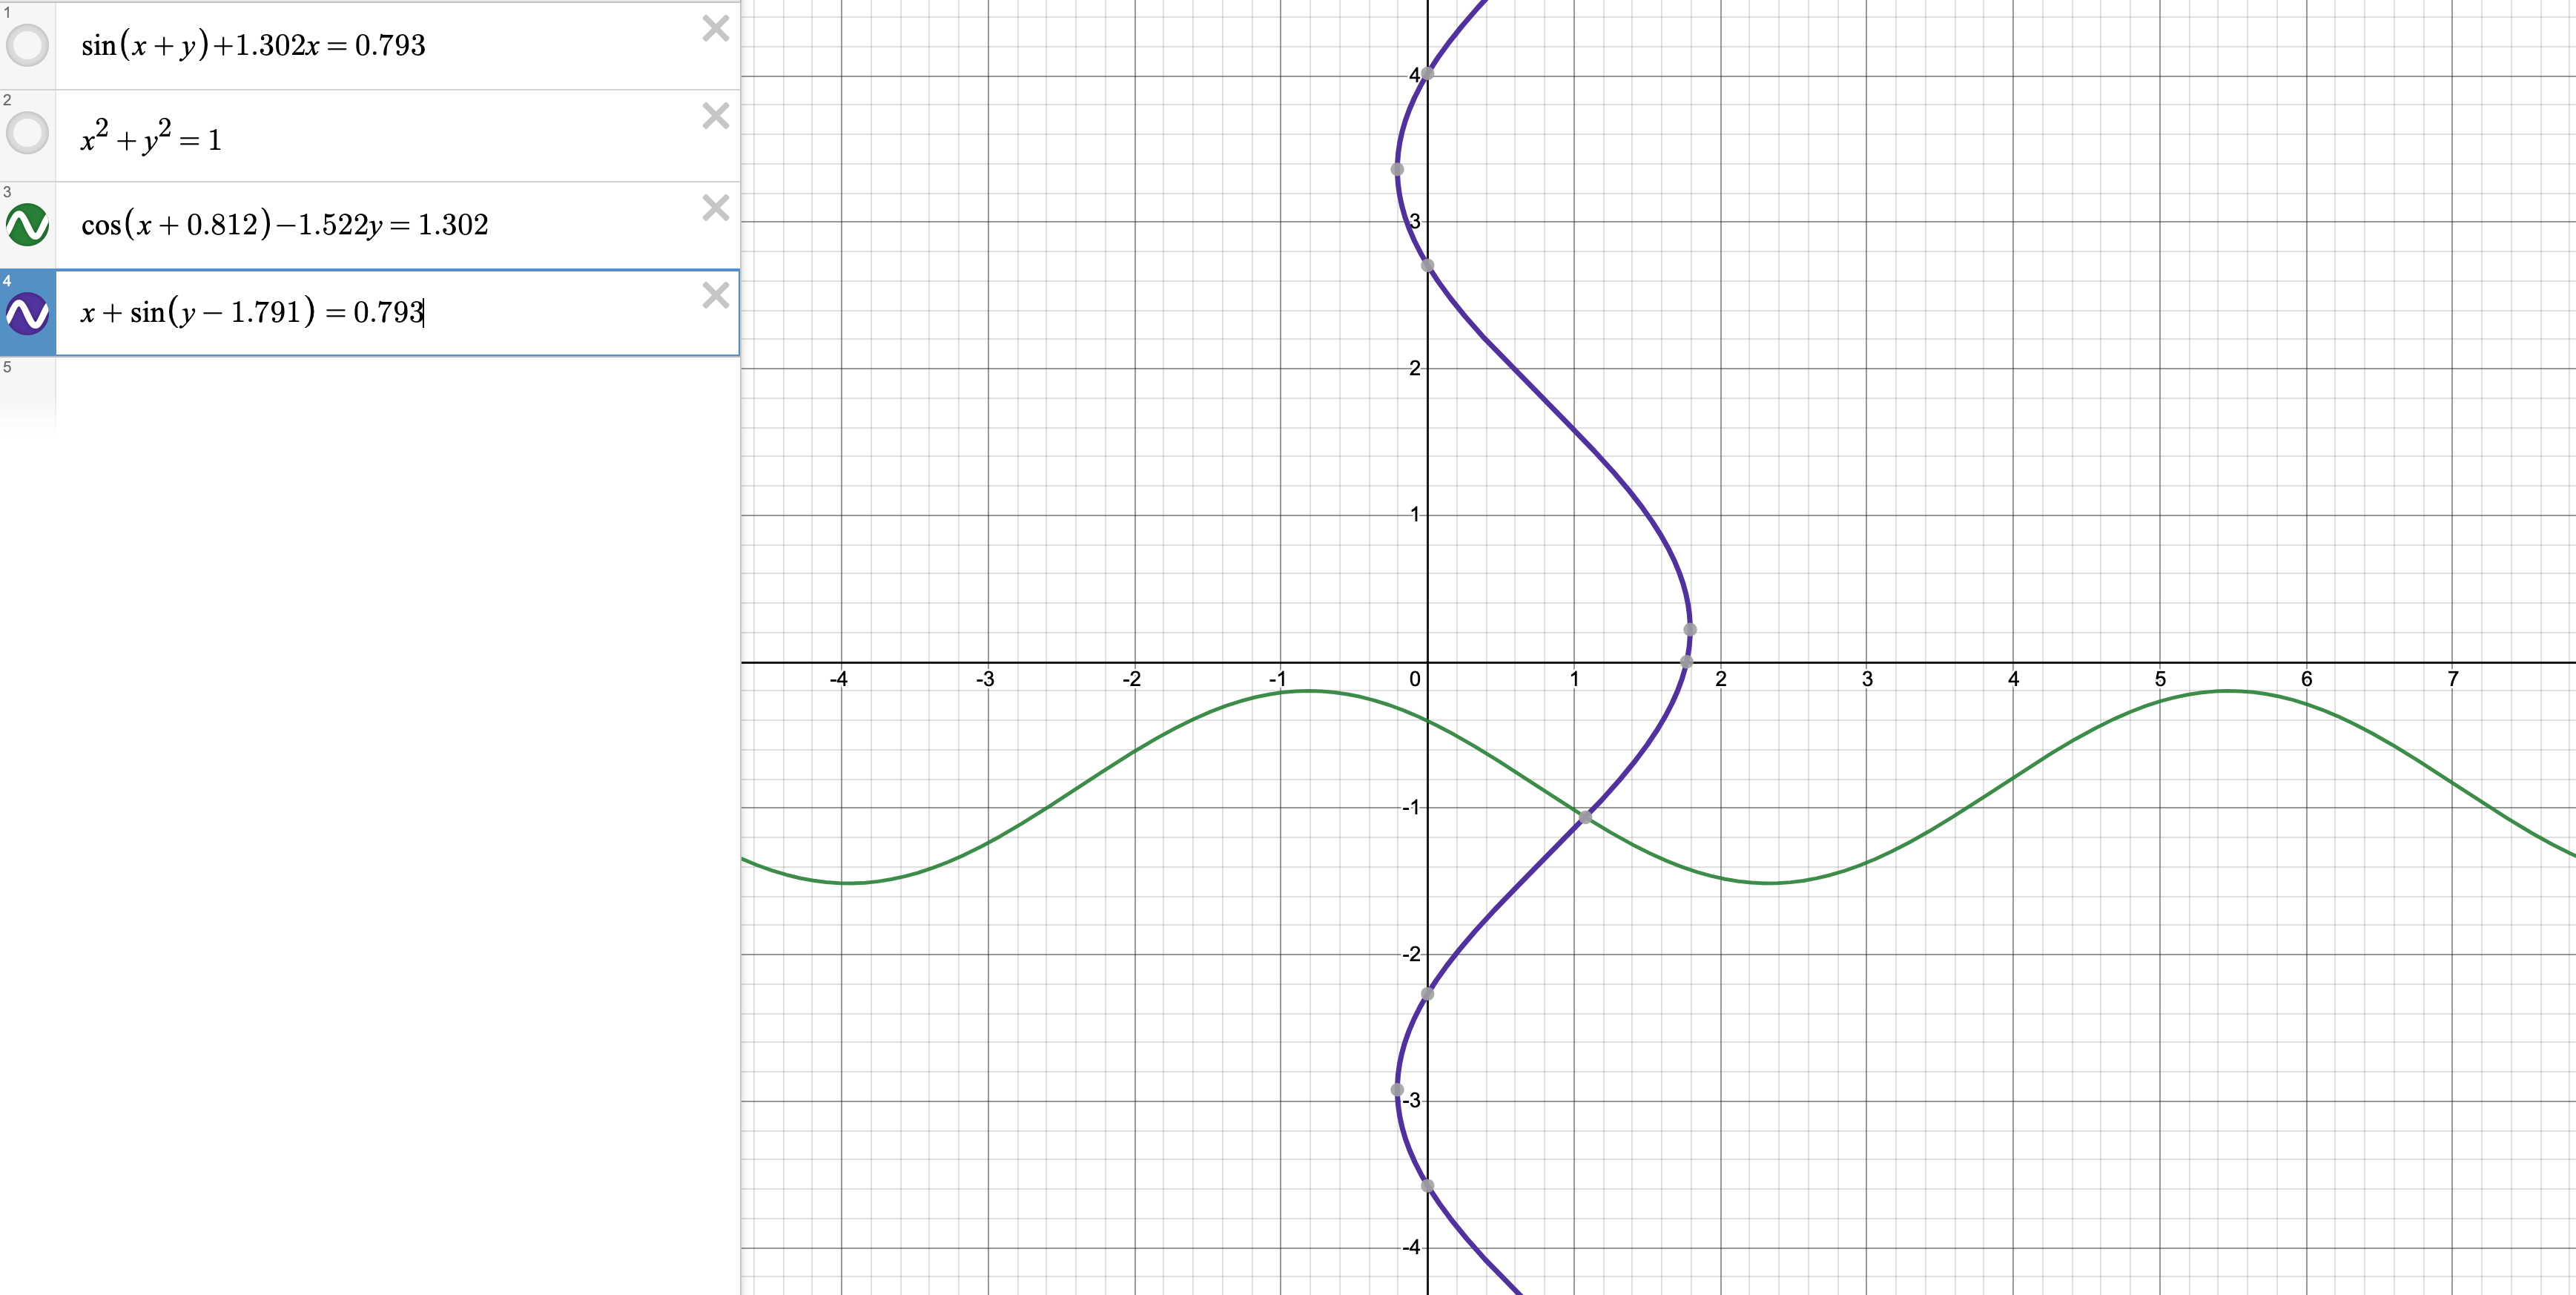 1
sin(x + y)+1.302x = 0.793
2
x² + y² = 1
3
cos(x + 0.812)−1.522y = 1.302
4
x + sin(y − 1.791) = 0.793
5
4
3
2
1
-4 -3 -2 -1 0 1 2 3 4 5 6 7
-1
-2
-3
-4